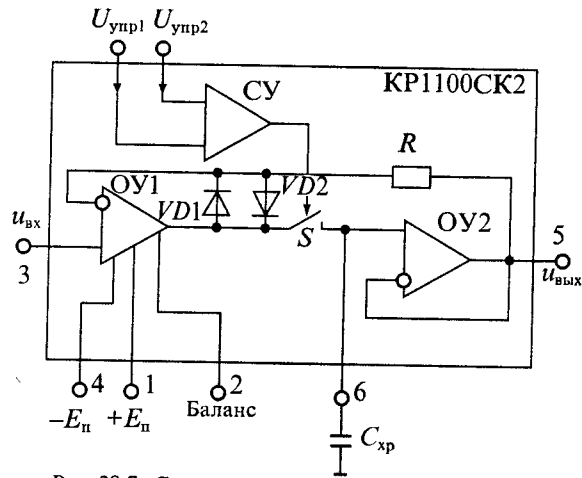 Uупр1 Uупр2
КР1100СК2
СУ
R
ОУ1
VD1
VD2
S
ОУ2
uвх
3
5
uвых
4
1
2
6
−Eп
+Eп
Баланс
Cхр